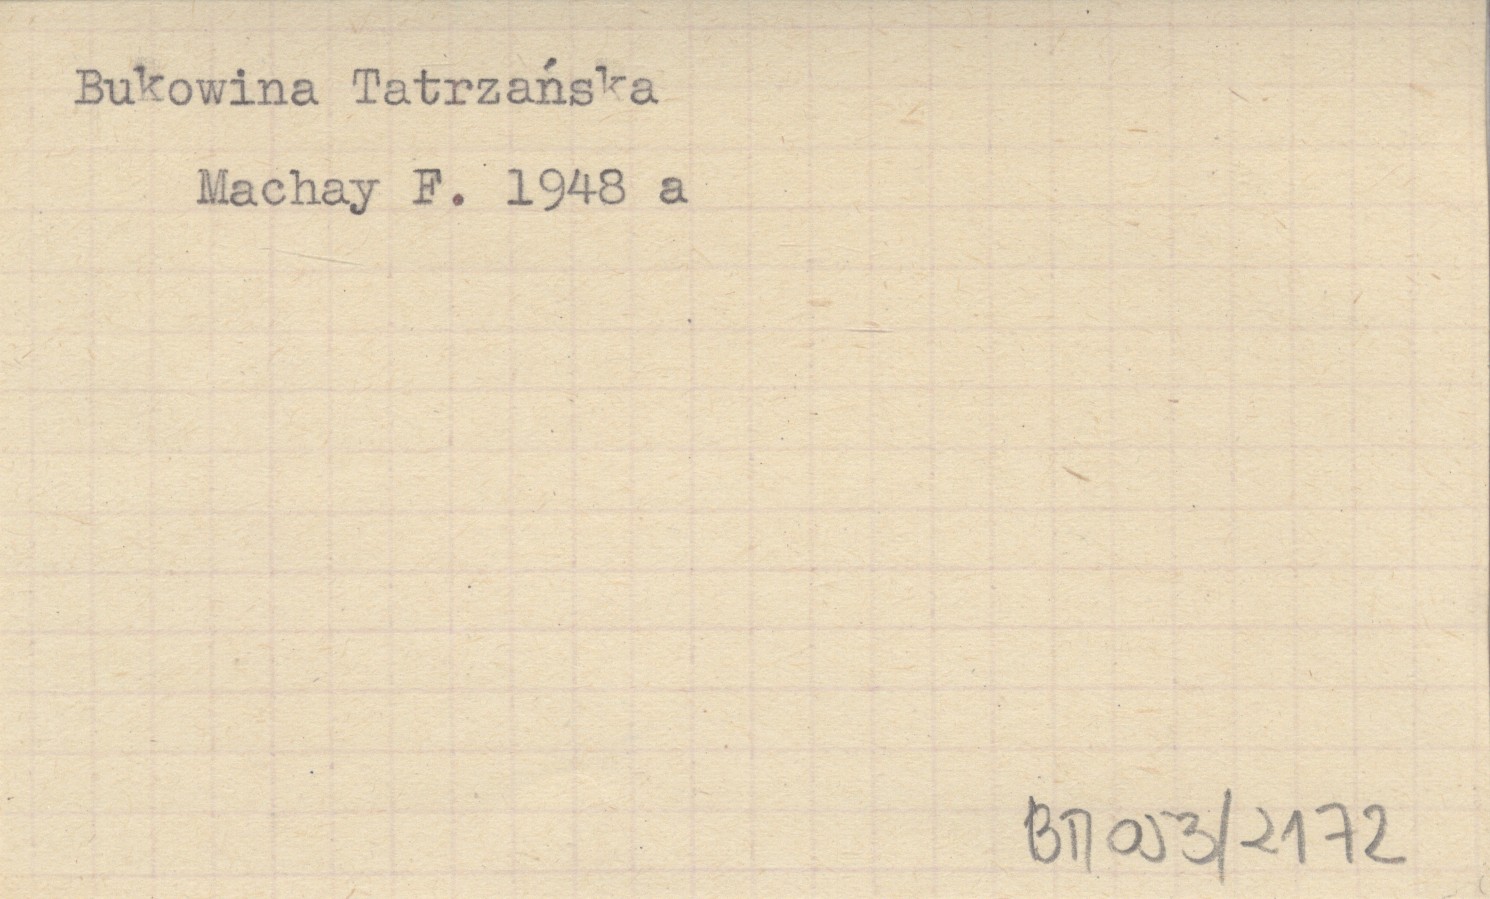 Bukowina Tatrzańska
Machay F. 1948 a
BП 053/2172